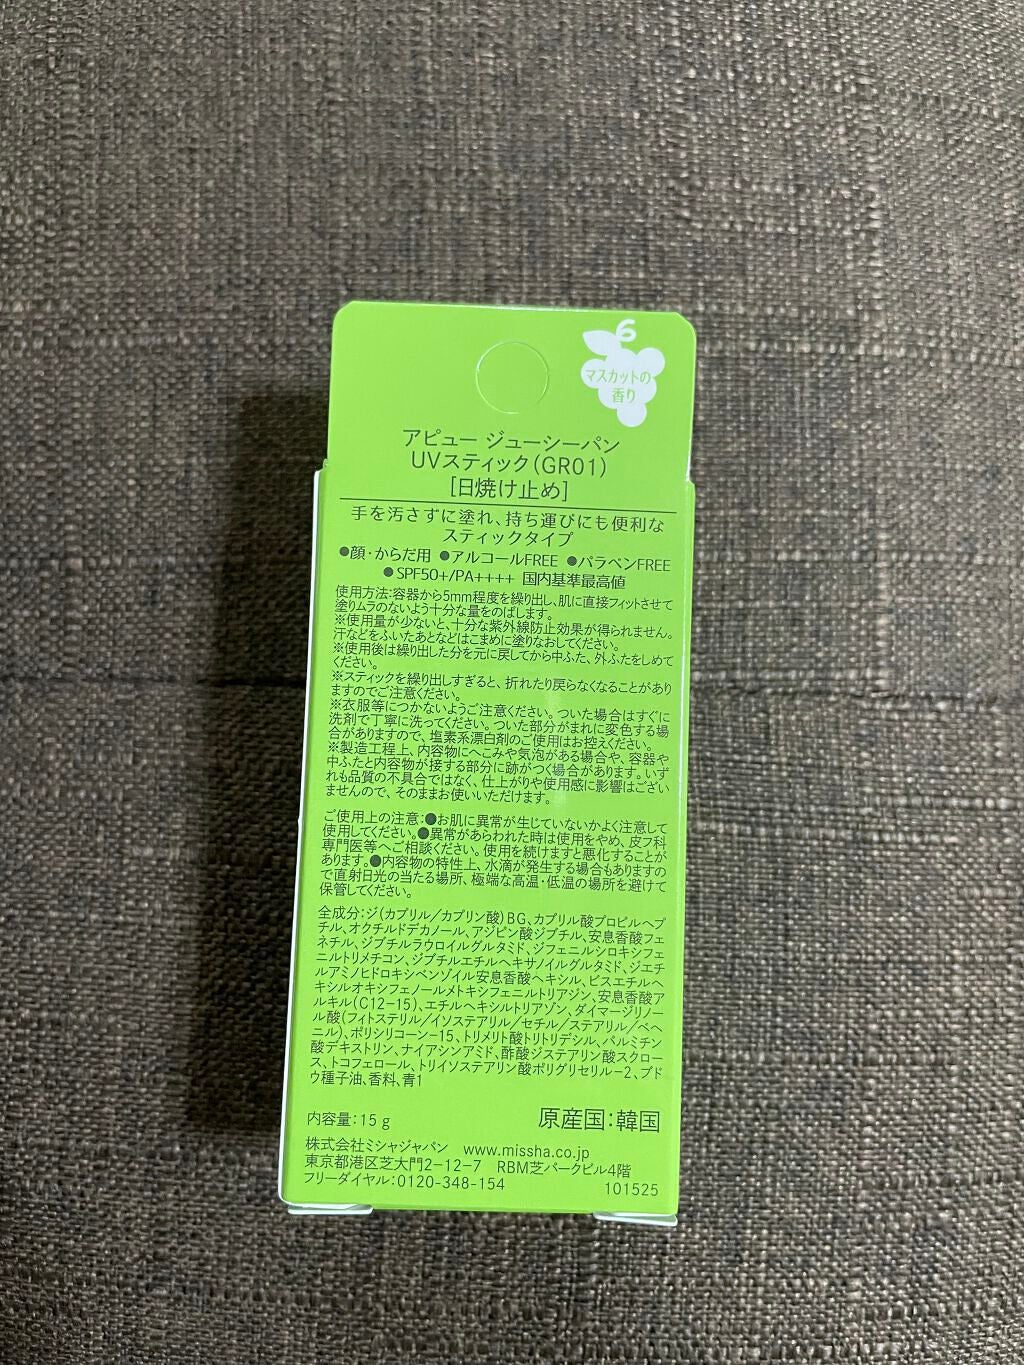 6
マスカットの
香り
アピュー ジューシーパン
UVスティック(GR01)
[日焼け止め]
手を汚さずに塗れ、持ち運びにも便利な
スティックタイプ
●顔・からだ用 ●アルコールFREE ●パラベンFREE
●SPF50+/PA++++ 国内基準最高値
使用方法:容器から5mm程度を繰り出し、肌に直接フィットさせて
塗りムラのないよう十分な量をのばします。
※使用量が少ないと、十分な紫外線防止効果が得られません。
汗などをふいたあとなどはこまめに塗りなおしてください。
※使用後は繰り出した分を元に戻してから中ふた、外ふたをしめて
ください。
※スティックを繰り出しすぎると、折れたり戻らなくなることがあり
ますのでご注意ください。
※衣服等につかないようご注意ください。ついた場合はすぐに
洗剤で丁寧に洗ってください。ついた部分がまれに変色する場
合がありますので、塩素系漂白剤のご使用はお控えください。
※製造工程上、内容物にへこみや気泡がある場合や、容器や
中ふたと内容物が接する部分に跡がつく場合があります。いず
れも品質の不具合ではなく、仕上がりや使用感に影響はござい
ませんので、そのままお使いいただけます。
ご使用上の注意:●お肌に異常が生じていないかよく注意して
使用してください。●異常があらわれた時は使用をやめ、皮フ科
専門医等へご相談ください。使用を続けますと悪化することが
あります。●内容物の特性上、水滴が発生する場合もありますの
で直射日光の当たる場所、極端な高温・低温の場所を避けて
保管してください。
全成分:ジ(カプリル/カプリン酸)BG、カプリル酸プロピルヘプ
チル、オクチルドデカノール、アジピン酸ジブチル、安息香酸フェ
ネチル、ジブチルラウロイルグルタミド、ジフェニルシロキシフェ
ニルトリメチコン、ジブチルエチルヘキサノイルグルタミド、ジエチ
ルアミノヒドロキシベンゾイル安息香酸ヘキシル、ビスエチルヘ
キシルオキシフェノールメトキシフェニルトリアジン、安息香酸ア
ルキル(C12-15)、エチルヘキシルトリアゾン、ダイマージリノー
ル酸(フィトステリル/イソステアリル/セチル/ステアリル/ベヘ
ニル)、ポリシリコーン-15、トリメリト酸トリトリデシル、パルミチン
酸デキストリン、ナイアシンアミド、酢酸ジステアリン酸スクロー
ス、トコフェロール、トリイソステアリン酸ポリグリセリル-2、ブド
ウ種子油、香料、青1
内容量:15g
原産国:韓国
株式会社ミシャジャパン www.missha.co.jp
東京都港区芝大門2-12-7 RBM芝パークビル4階
フリーダイヤル:0120-348-154
101525